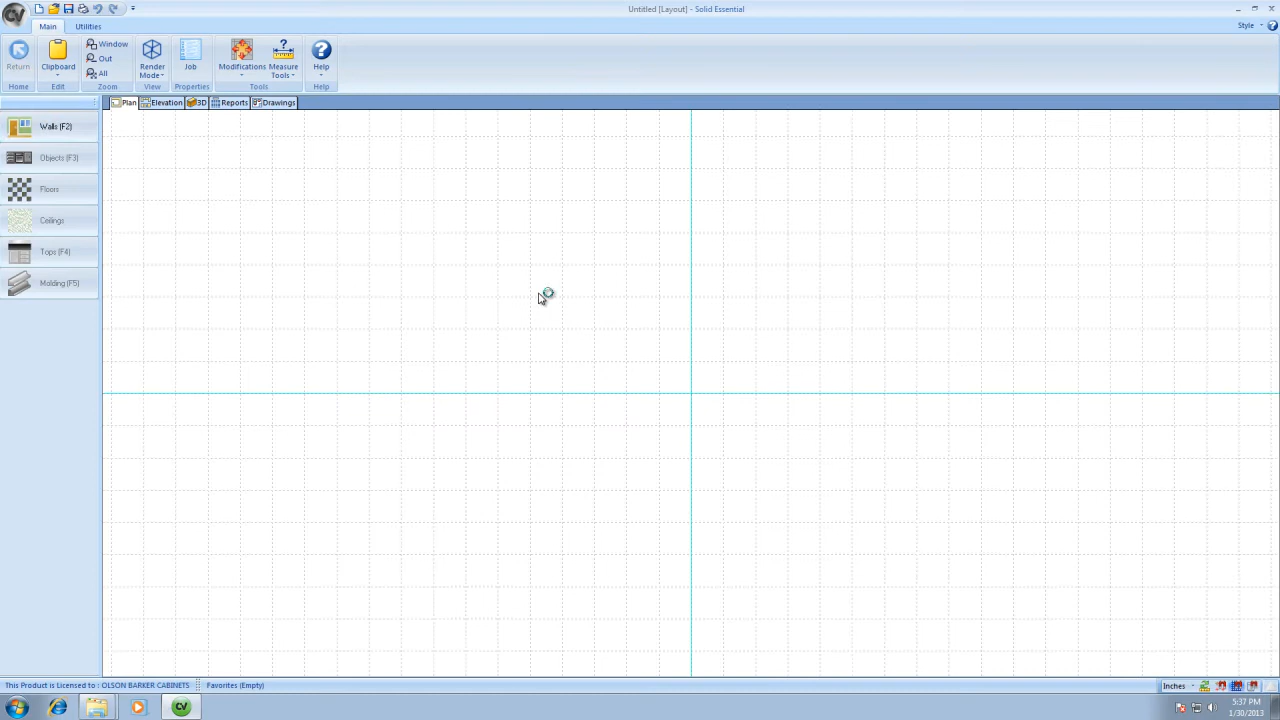 Untitled [Layout] - Solid Essential
CV
Main
Utilities
Style
Return
Clipboard
Window
Out
All
Render
Mode
Job
Modifications
Measure
Tools
Help
Home
Edit
Zoom
View
Properties
Tools
Help
Plan
Elevation
3D
Reports
Drawings
Walls (F2)
Objects (F3)
Floors
Ceilings
Tops (F4)
Molding (F5)
This Product is Licensed to : OLSON BARKER CABINETS
Favorites (Empty)
Inches
CV
5:37 PM
1/30/2013